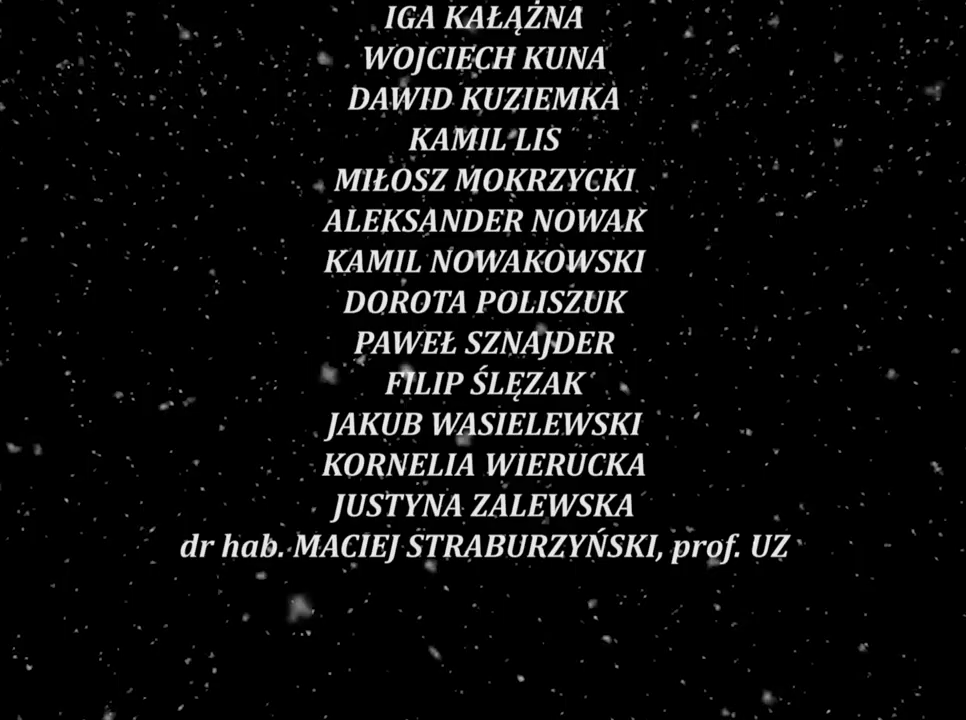 IGA KAŁĄŻNA
WOJCIECH KUNA
DAWID KUZIEMKA
KAMIL LIS
MIŁOSZ MOKRZYCKI
ALEKSANDER NOWAK
KAMIL NOWAKOWSKI
DOROTA POLISZUK
PAWEŁ SZNAJDER
FILIP ŚLĘZAK
JAKUB WASIELEWSKI
KORNELIA WIERUCKA
JUSTYNA ZALEWSKA
dr hab. MACIEJ STRABURZYŃSKI, prof. UZ